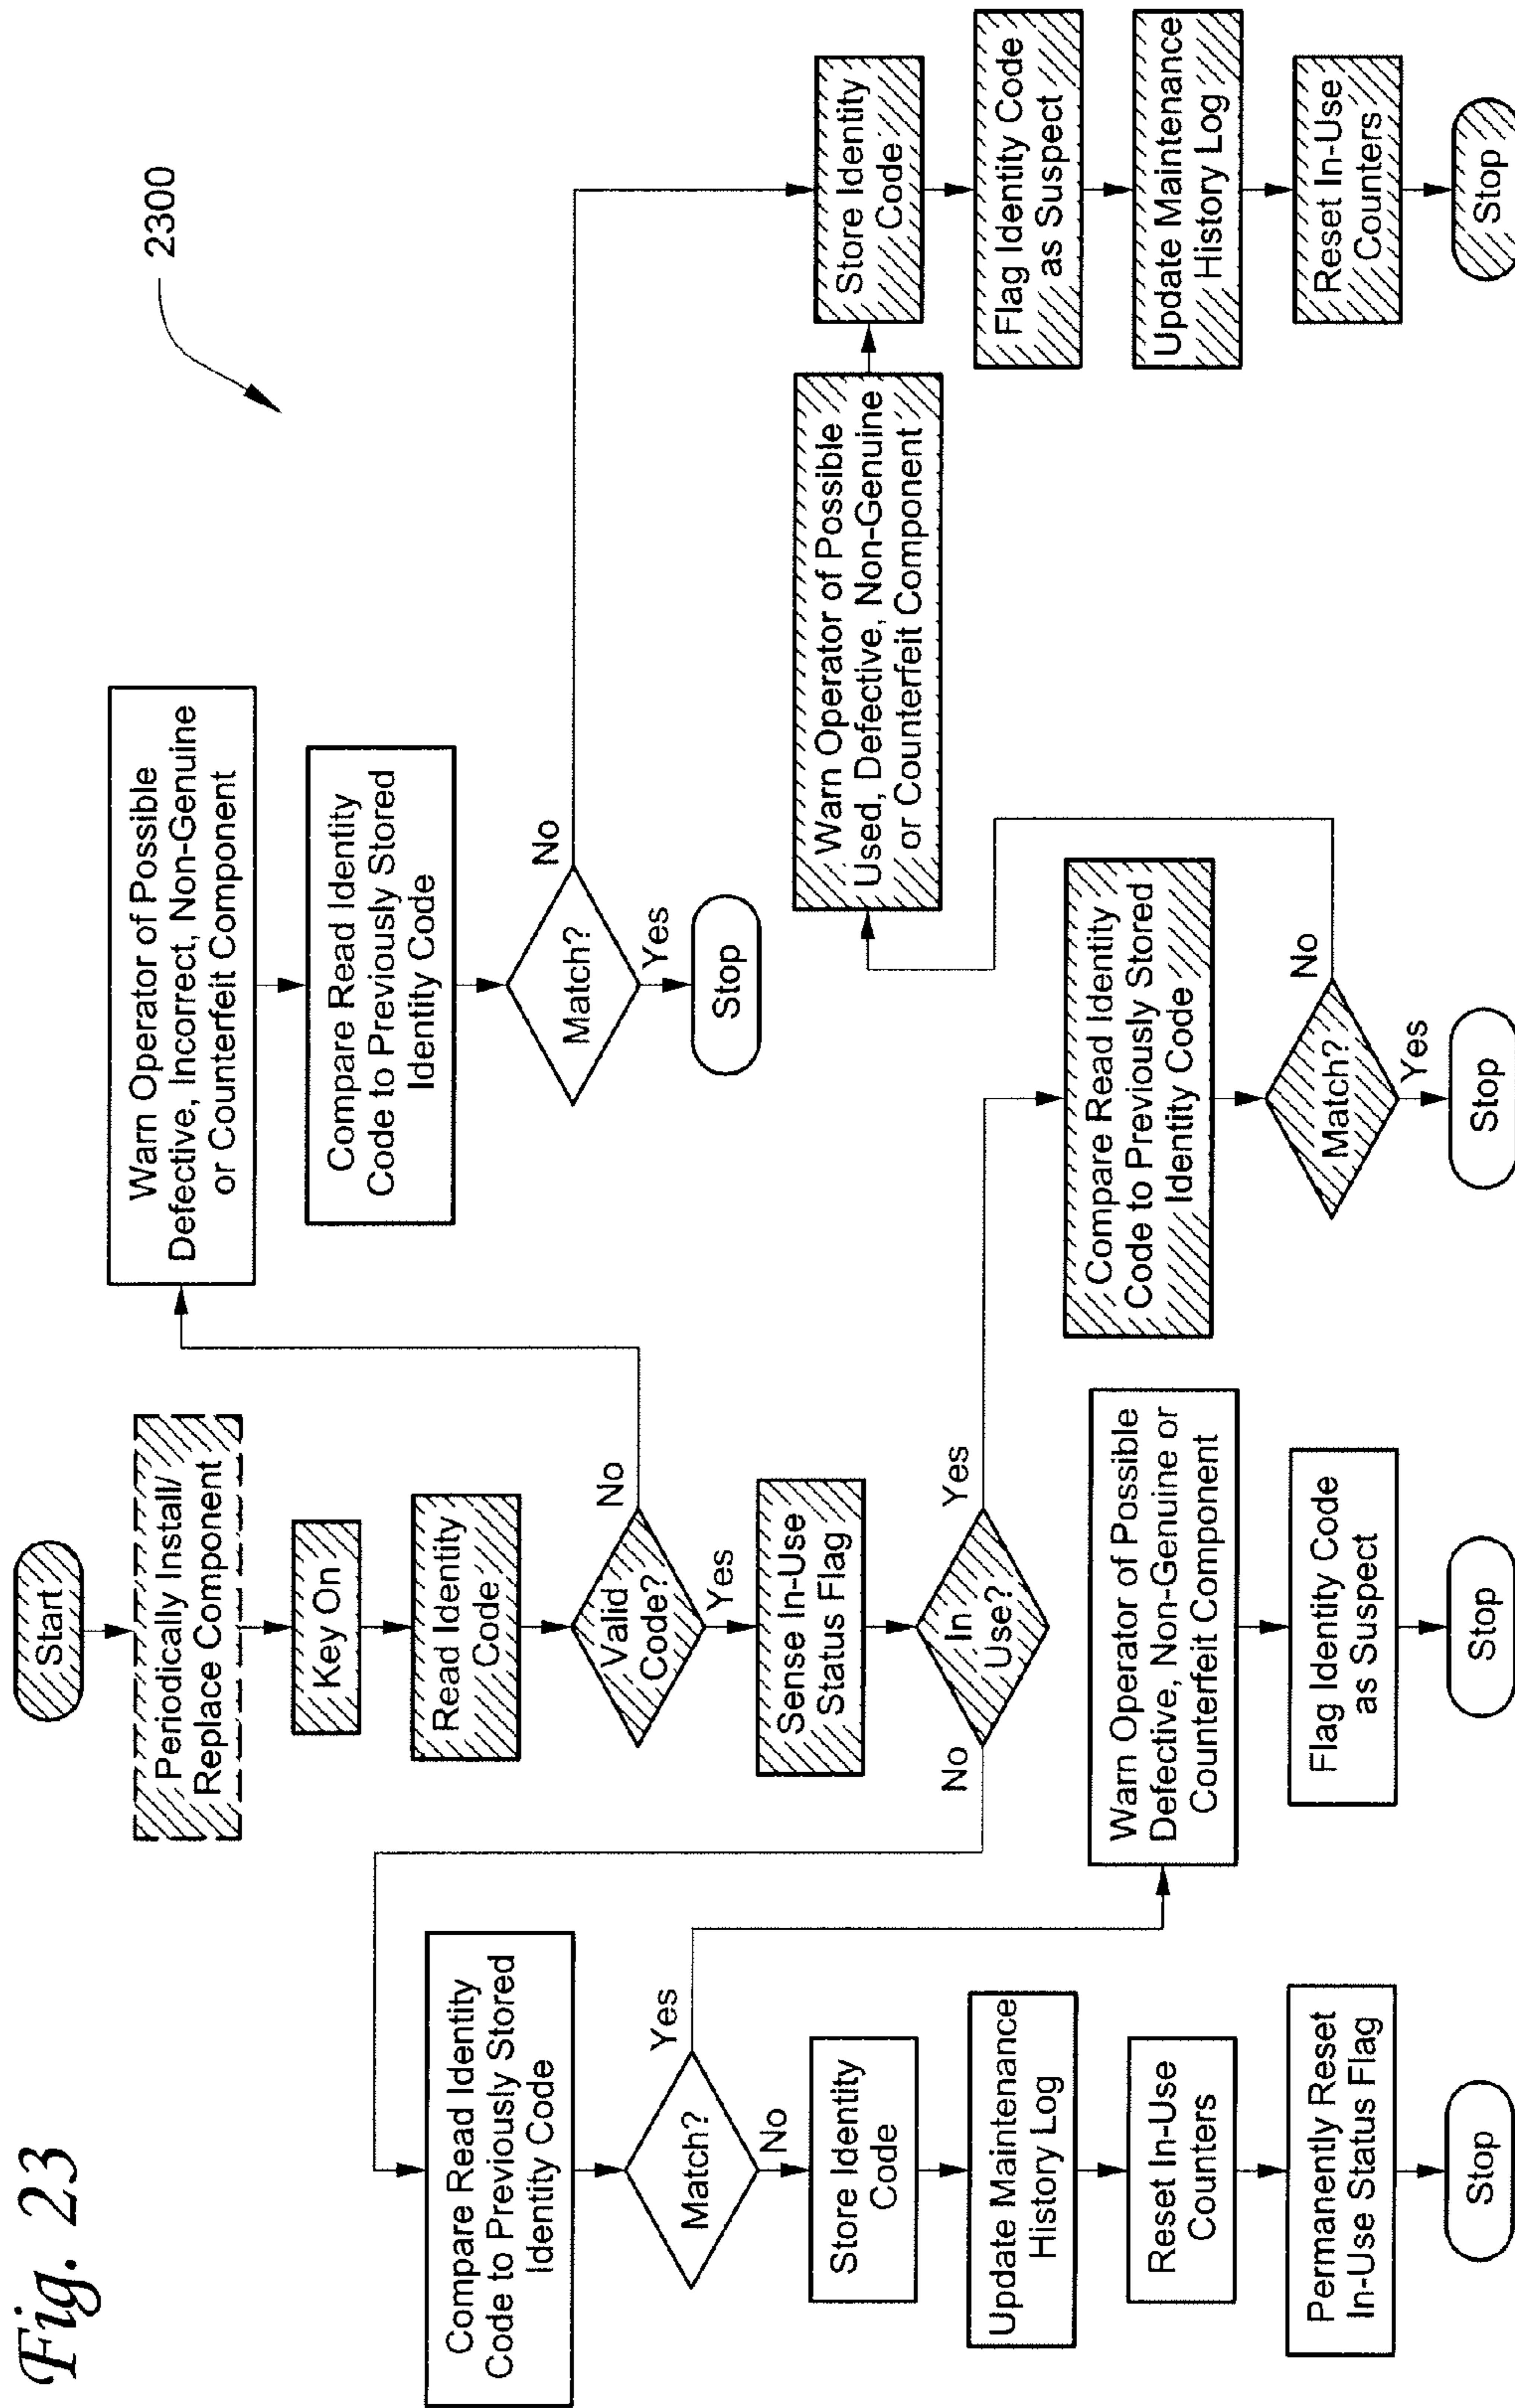 Fig. 23
2300
Start
Periodically Install/
Replace Component
Key On
Read Identity
Code
Valid
Code?
No
Yes
Warn Operator of Possible
Defective, Incorrect, Non-Genuine
or Counterfeit Component
Compare Read Identity
Code to Previously Stored
Identity Code
Match?
No
Yes
Stop
Sense In-Use
Status Flag
In
Use?
No
Yes
Compare Read Identity
Code to Previously Stored
Identity Code
Match?
Yes
No
Store Identity
Code
Update Maintenance
History Log
Reset In-Use
Counters
Permanently Reset
In-Use Status Flag
Stop
Warn Operator of Possible
Defective, Non-Genuine or
Counterfeit Component
Flag Identity Code
as Suspect
Stop
Compare Read Identity
Code to Previously Stored
Identity Code
Match?
No
Yes
Stop
Warn Operator of Possible
Used, Defective, Non-Genuine
or Counterfeit Component
Store Identity
Code
Flag Identity Code
as Suspect
Update Maintenance
History Log
Reset In-Use
Counters
Stop